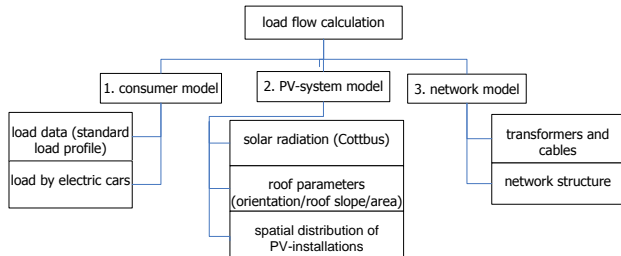 load flow calculation
1. consumer model
2. PV-system model
3. network model
load data (standard
load profile)
load by electric cars
solar radiation (Cottbus)
roof parameters
(orientation/roof slope/area)
spatial distribution of
PV-installations
transformers and
cables
network structure